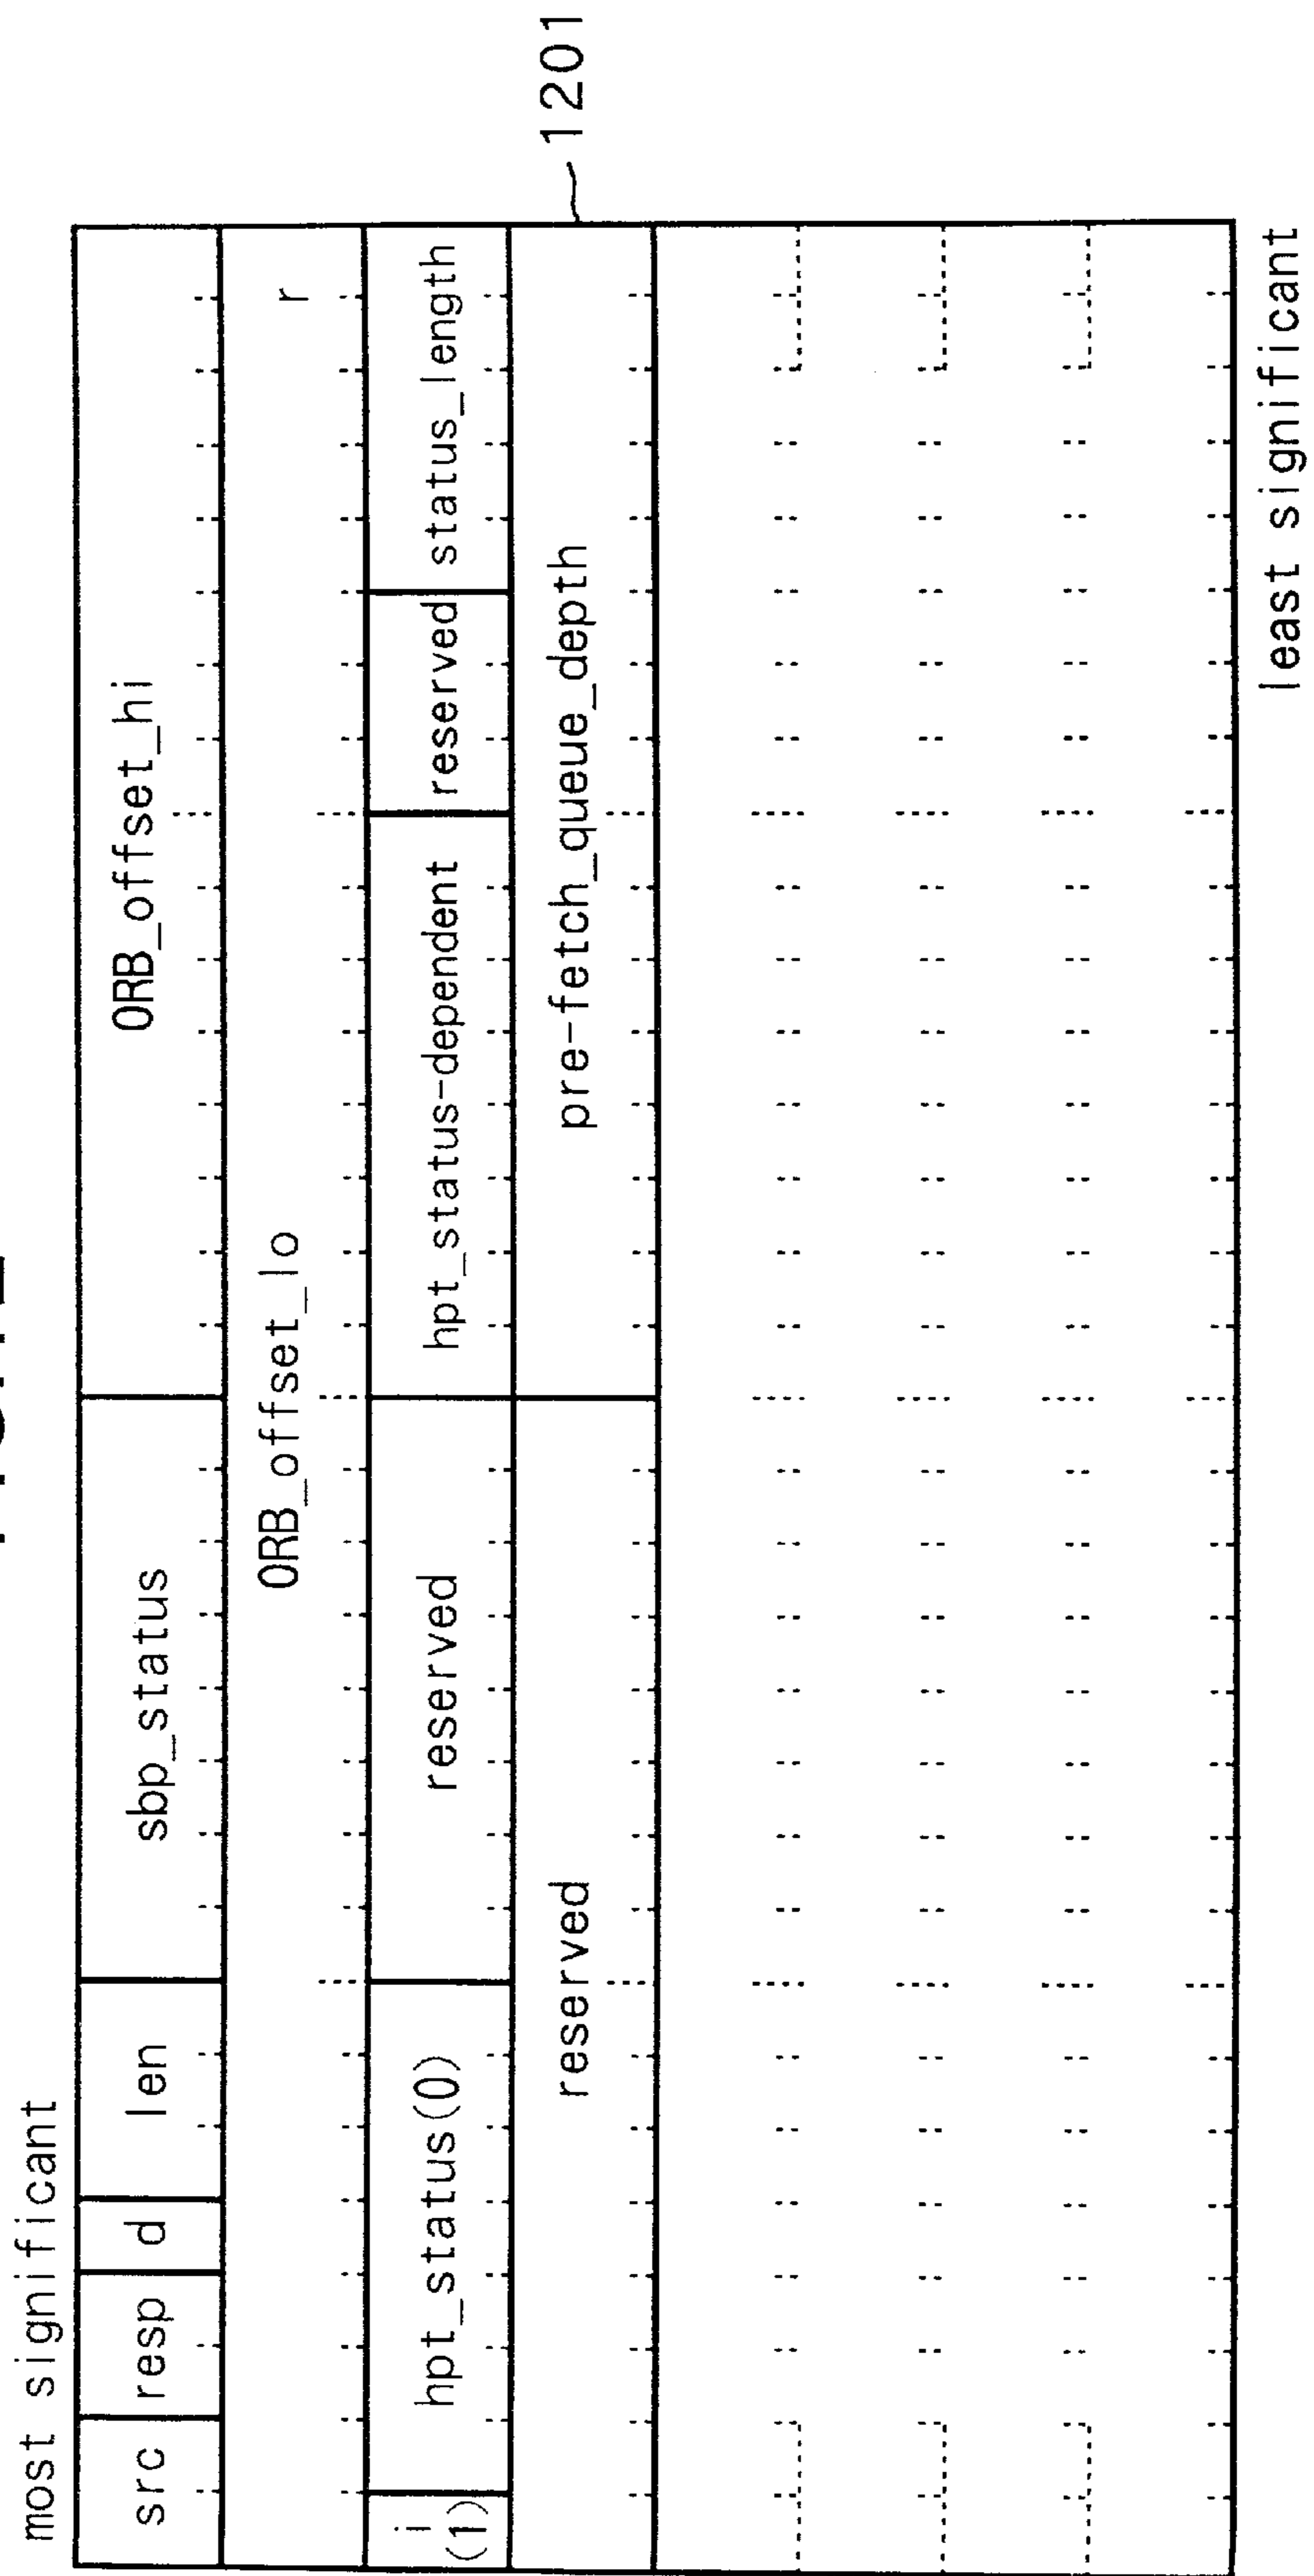 most significant
src resp d len sbp_status ORB_offset_hi
ORB_offset_lo r
i (1) hpt_status(0) reserved hpt_status-dependent reserved status_length
reserved pre-fetch_queue_depth
1201
least significant